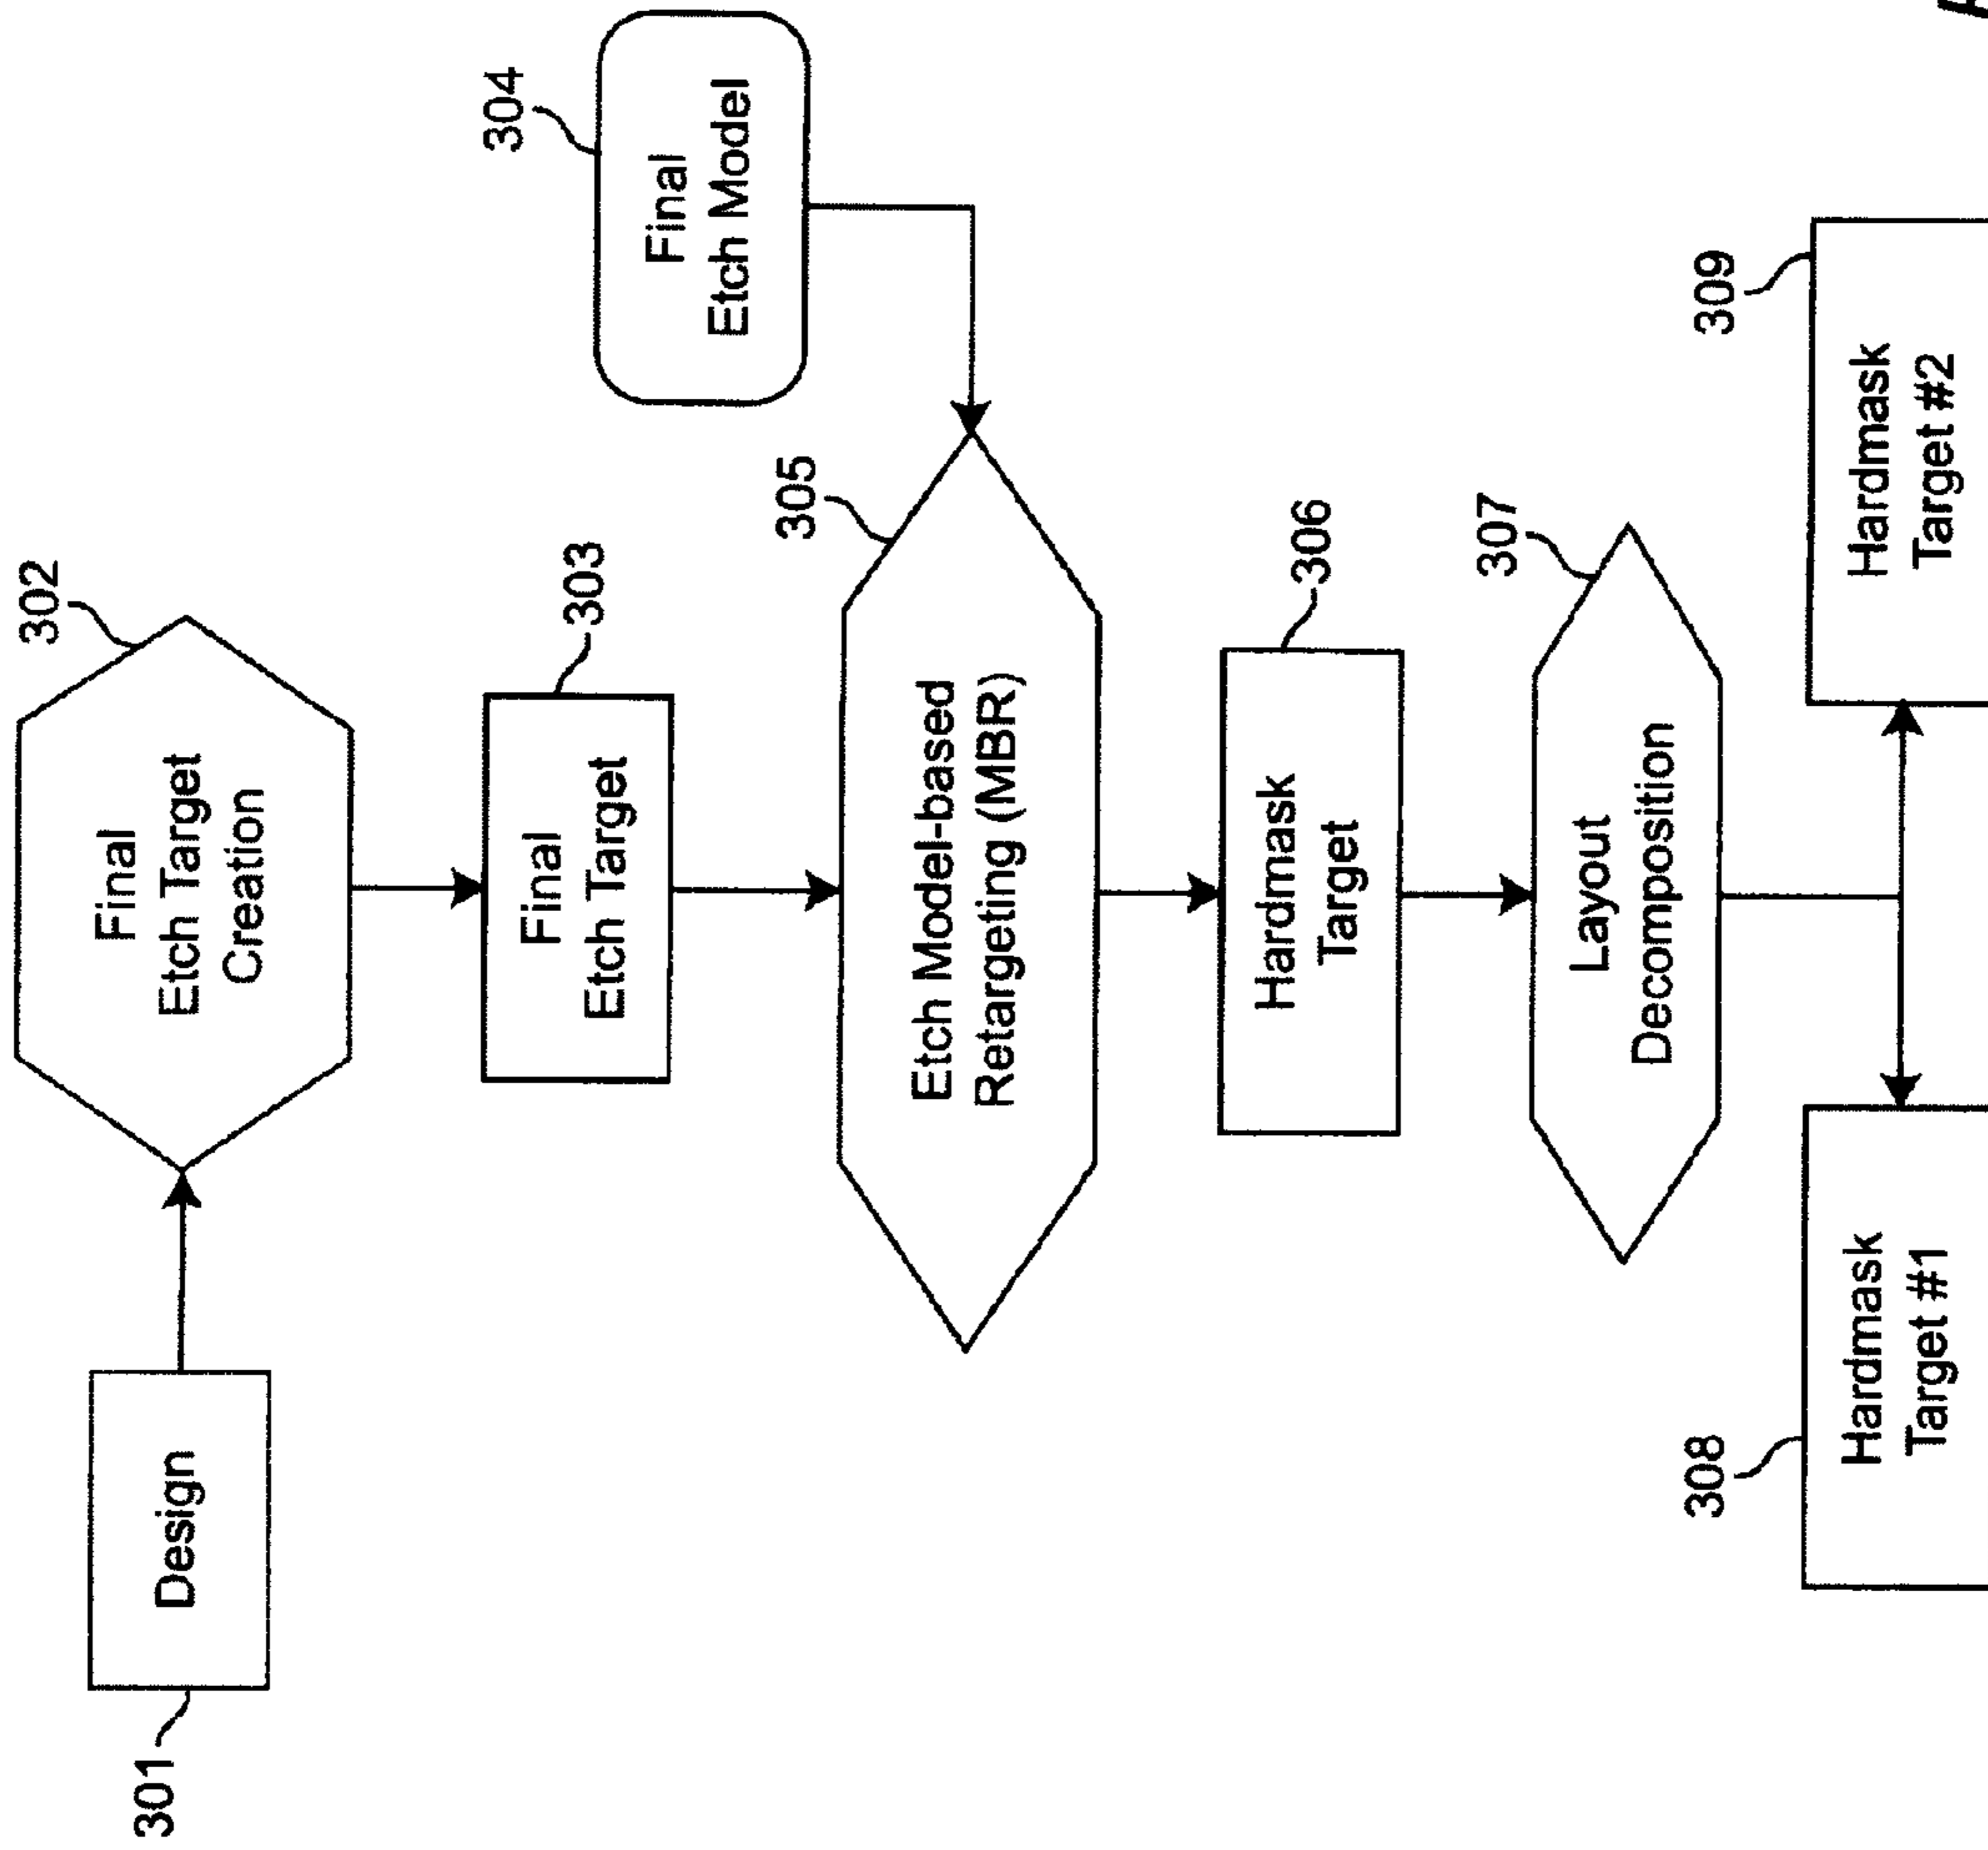 301
Design
302
Final
Etch Target
Creation
303
Final
Etch Target
304
Final
Etch Model
305
Etch Model-based
Retargeting (MBR)
306
Hardmask
Target
307
Layout
Decomposition
308
Hardmask
Target #1
309
Hardmask
Target #2